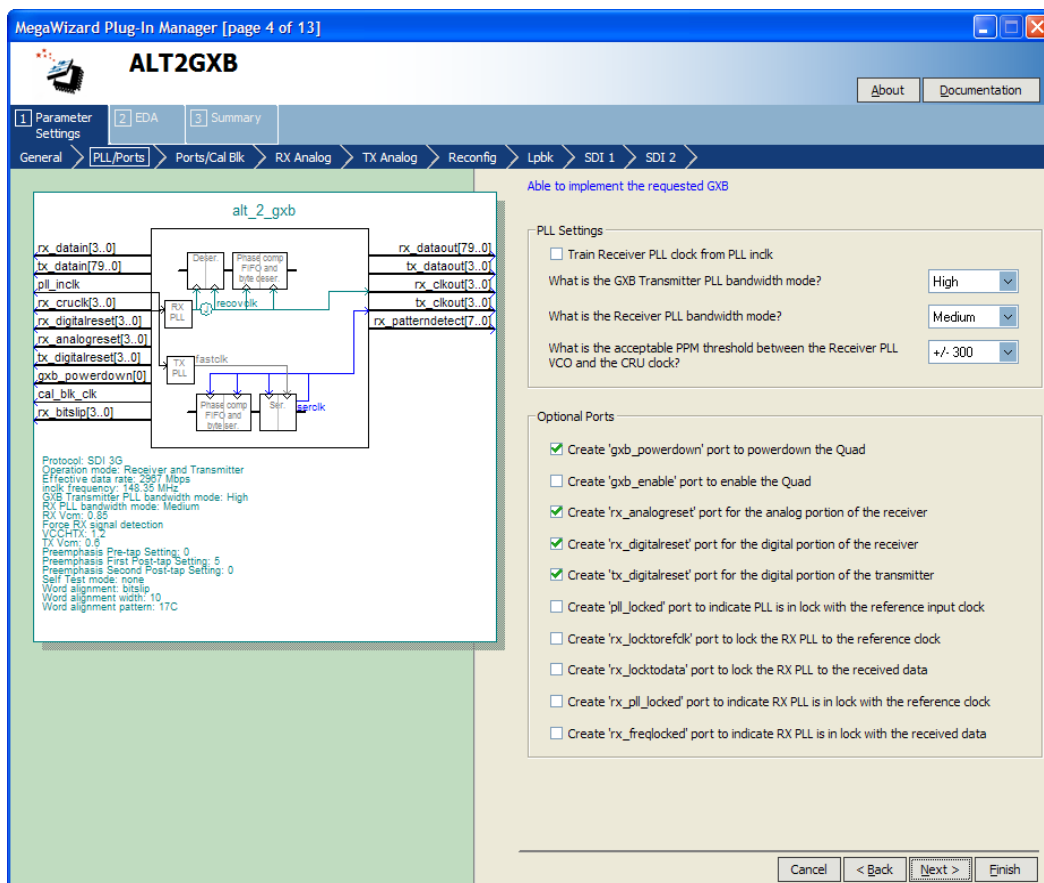 MegaWizard Plug-In Manager [page 4 of 13]
ALT2GXB
About
Documentation
1 Parameter Settings
2 EDA
3 Summary
General
PLL/Ports
Ports/Cal Blk
RX Analog
TX Analog
Reconfig
Lpbk
SDI 1
SDI 2
alt_2_gxb
rx_datain[3..0]
tx_datain[79..0]
pll_inclk
rx_cruclk[3..0]
rx_digitalreset[3..0]
rx_analogreset[3..0]
tx_digitalreset[3..0]
gxb_powerdown[0]
cal_blk_clk
rx_bitslip[3..0]
Deser.
Phase comp
FIFO and
byte deser.
RX
PLL
recovclk
TX
PLL
fastclk
Phase comp
FIFO and
byte ser.
Ser.
serclk
rx_dataout[79..0]
tx_dataout[3..0]
rx_clkout[3..0]
tx_clkout[3..0]
rx_patterndetect[7..0]
Protocol: SDI 3G
Operation mode: Receiver and Transmitter
Effective data rate: 2967 Mbps
inclk frequency: 148.35 MHz
GXB Transmitter PLL bandwidth mode: High
RX PLL bandwidth mode: Medium
RX Vcm: 0.85
Force RX signal detection
VCCHTX: 1.2
TX Vcm: 0.6
Preemphasis Pre-tap Setting: 0
Preemphasis First Post-tap Setting: 5
Preemphasis Second Post-tap Setting: 0
Self Test mode: none
Word alignment: bitslip
Word alignment width: 10
Word alignment pattern: 17C
Able to implement the requested GXB
PLL Settings
Train Receiver PLL clock from PLL inclk
What is the GXB Transmitter PLL bandwidth mode?
High
What is the Receiver PLL bandwidth mode?
Medium
What is the acceptable PPM threshold between the Receiver PLL
VCO and the CRU clock?
+/- 300
Optional Ports
Create 'gxb_powerdown' port to powerdown the Quad
Create 'gxb_enable' port to enable the Quad
Create 'rx_analogreset' port for the analog portion of the receiver
Create 'rx_digitalreset' port for the digital portion of the receiver
Create 'tx_digitalreset' port for the digital portion of the transmitter
Create 'pll_locked' port to indicate PLL is in lock with the reference input clock
Create 'rx_locktorefclk' port to lock the RX PLL to the reference clock
Create 'rx_locktodata' port to lock the RX PLL to the received data
Create 'rx_pll_locked' port to indicate RX PLL is in lock with the reference clock
Create 'rx_freqlocked' port to indicate RX PLL is in lock with the received data
Cancel
< Back
Next >
Finish